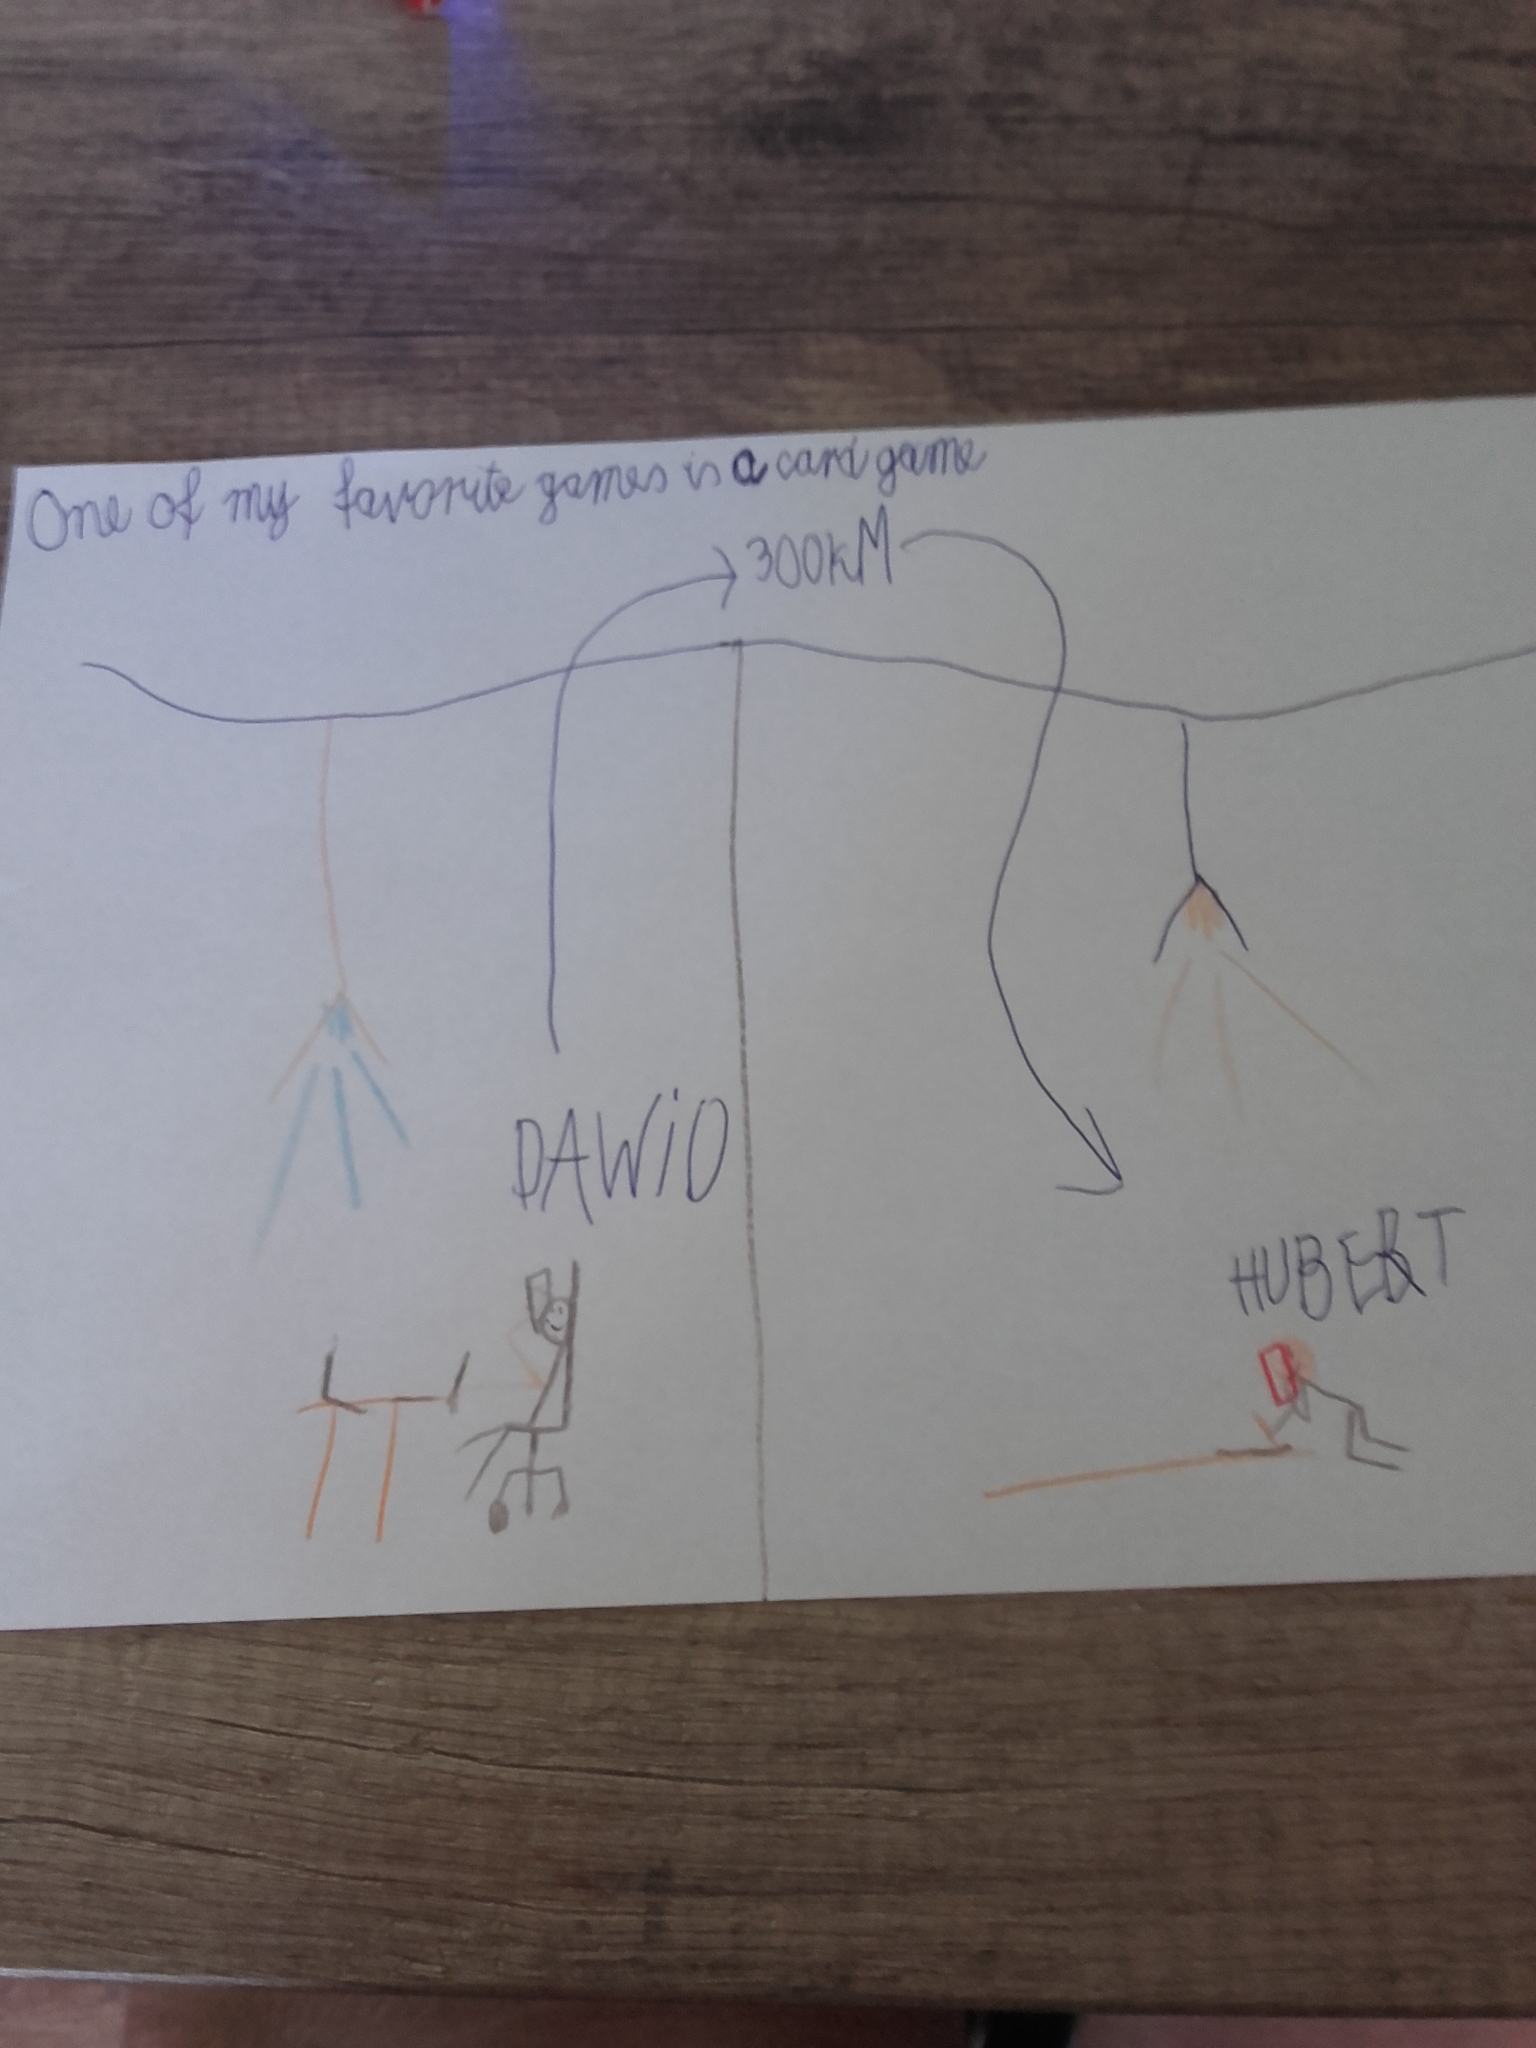 One of my favorite games is a card game
300kM
DAWiD
HUBERT